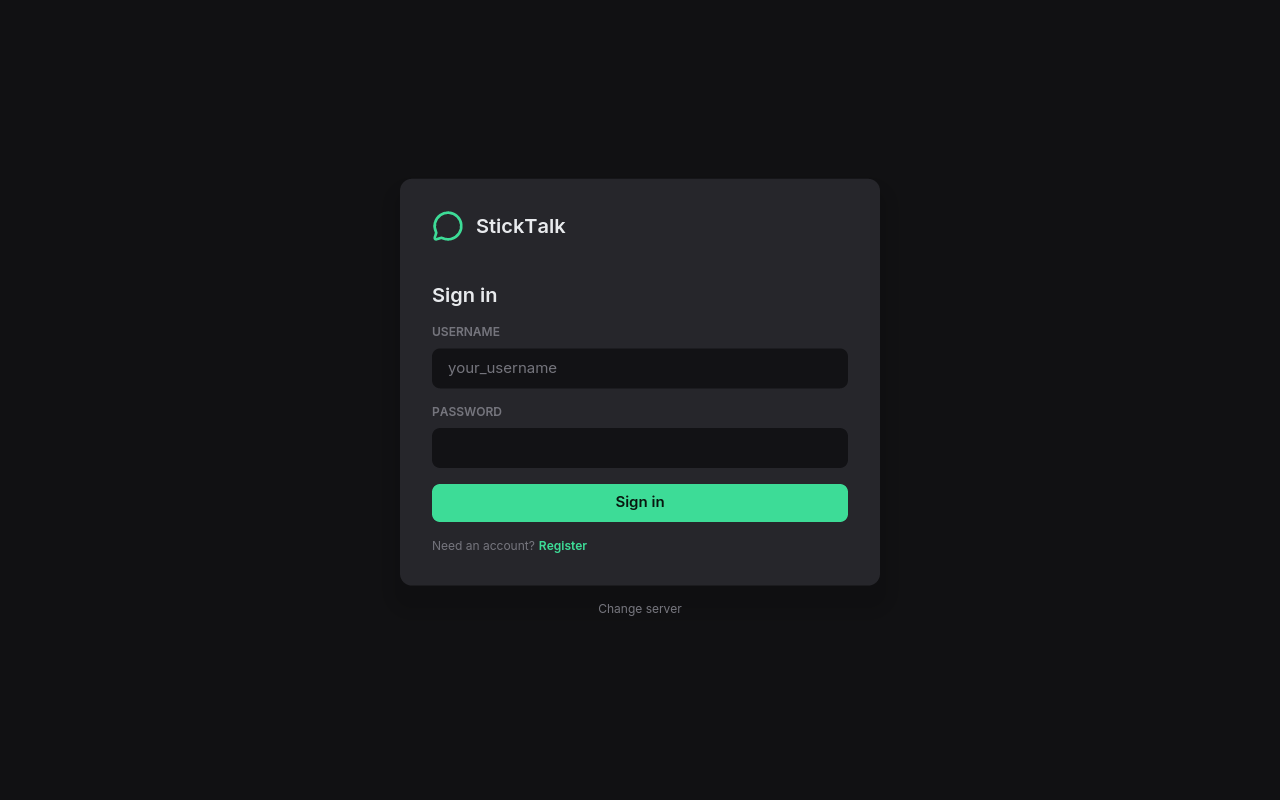 StickTalk
Sign in
USERNAME
your_username
PASSWORD
Sign in
Need an account? Register
Change server